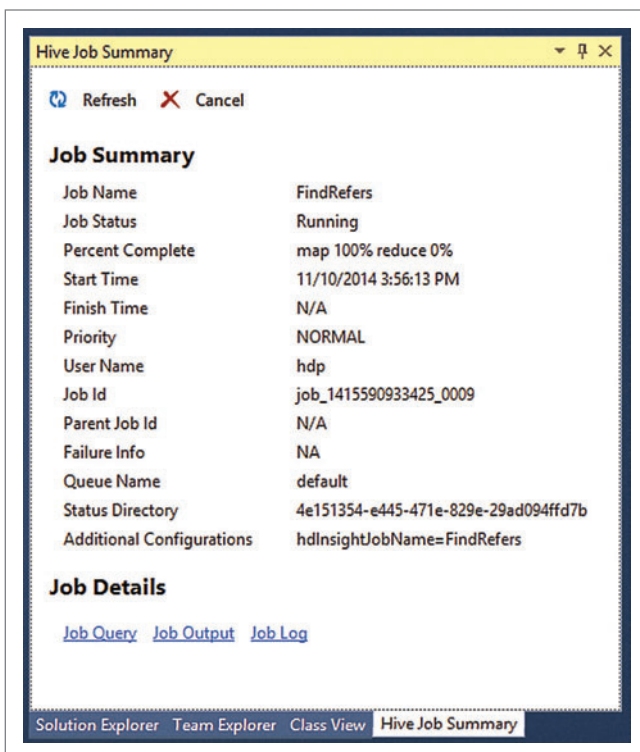 Hive Job Summary
Refresh Cancel
Job Summary
Job Name FindRefers
Job Status Running
Percent Complete map 100% reduce 0%
Start Time 11/10/2014 3:56:13 PM
Finish Time N/A
Priority NORMAL
User Name hdp
Job Id job_1415590933425_0009
Parent Job Id N/A
Failure Info NA
Queue Name default
Status Directory 4e151354-e445-471e-829e-29ad094ffd7b
Additional Configurations hdInsightJobName=FindRefers
Job Details
Job Query Job Output Job Log
Solution Explorer Team Explorer Class View Hive Job Summary